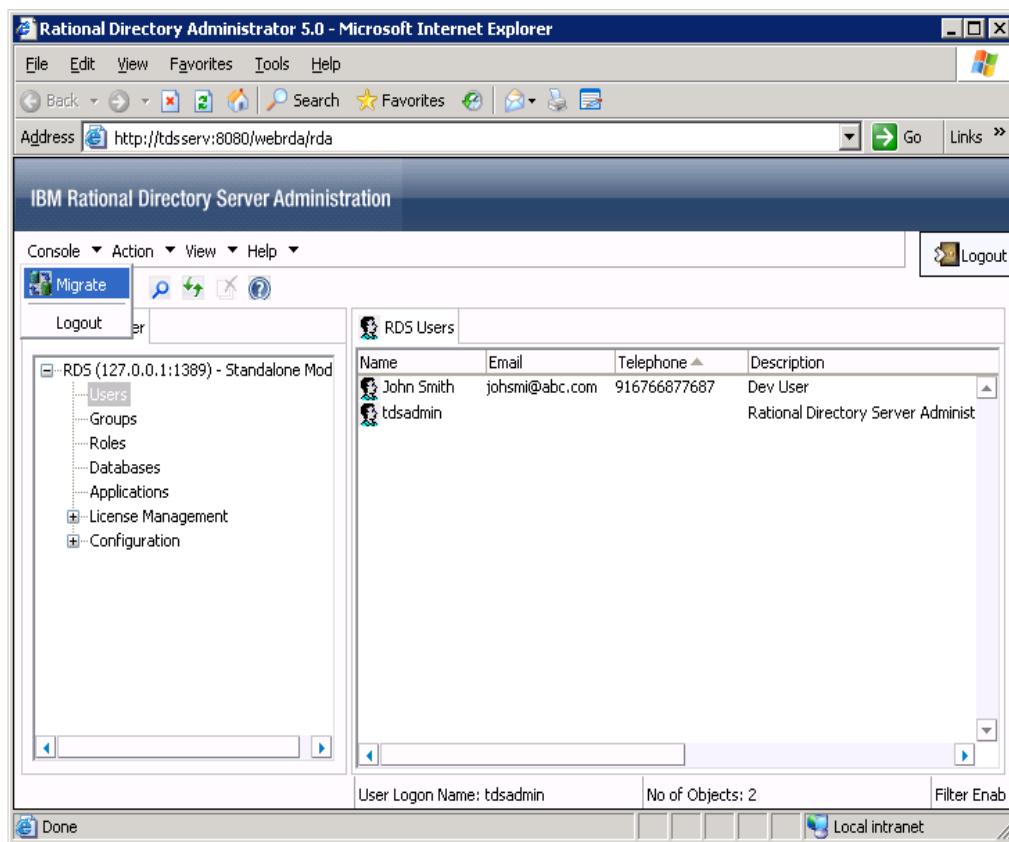 Rational Directory Administrator 5.0 - Microsoft Internet Explorer
File Edit View Favorites Tools Help
Back Search Favorites
Address http://tdsserv:8080/webrda/rda Go Links »
IBM Rational Directory Server Administration
Console Action View Help Logout
Migrate
Logout
er
RDS Users
Name Email Telephone Description
RDS (127.0.0.1:1389) - Standalone Mod
John Smith johsmi@abc.com 916766877687 Dev User
Users
tdsadmin Rational Directory Server Administ
Groups
Roles
Databases
Applications
License Management
Configuration
User Logon Name: tdsadmin No of Objects: 2 Filter Enab
Done Local intranet